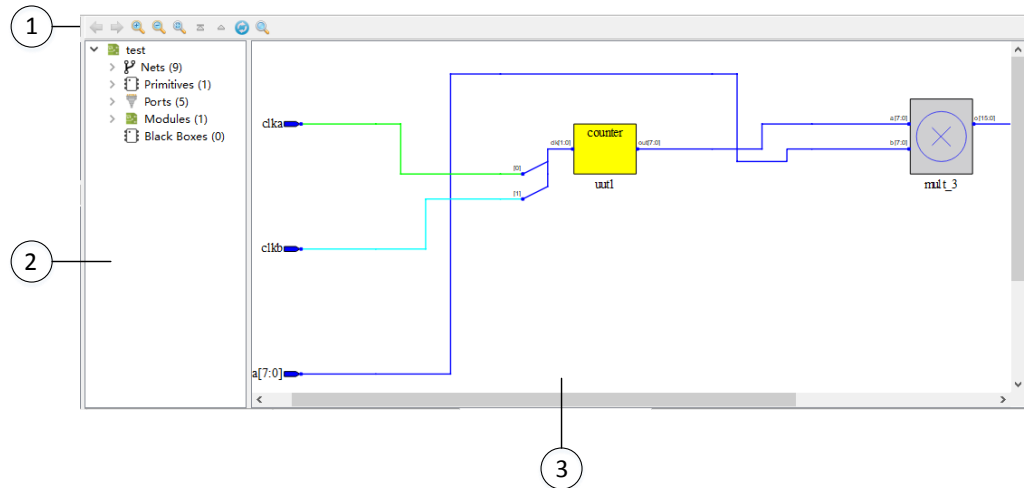 1
test
Nets (9)
Primitives (1)
Ports (5)
Modules (1)
Black Boxes (0)
2
clka
clkb
a[7:0]
[0]
[1]
clk[1:0]
counter
out[7:0]
uut1
a[7:0]
b[7:0]
o[15:0]
mult_3
3